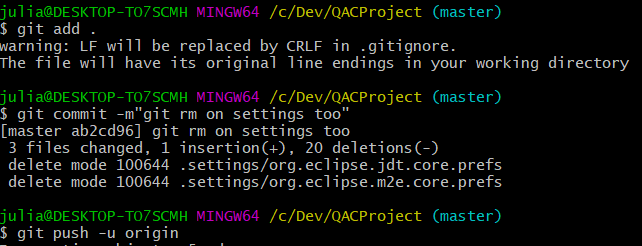 julia@DESKTOP-TO7SCMH MINGW64 /c/Dev/QACProject (master)
$ git add .
warning: LF will be replaced by CRLF in .gitignore.
The file will have its original line endings in your working directory
julia@DESKTOP-TO7SCMH MINGW64 /c/Dev/QACProject (master)
$ git commit -m"git rm on settings too"
[master ab2cd96] git rm on settings too
3 files changed, 1 insertion(+), 20 deletions(-)
delete mode 100644 .settings/org.eclipse.jdt.core.prefs
delete mode 100644 .settings/org.eclipse.m2e.core.prefs
julia@DESKTOP-TO7SCMH MINGW64 /c/Dev/QACProject (master)
$ git push -u origin